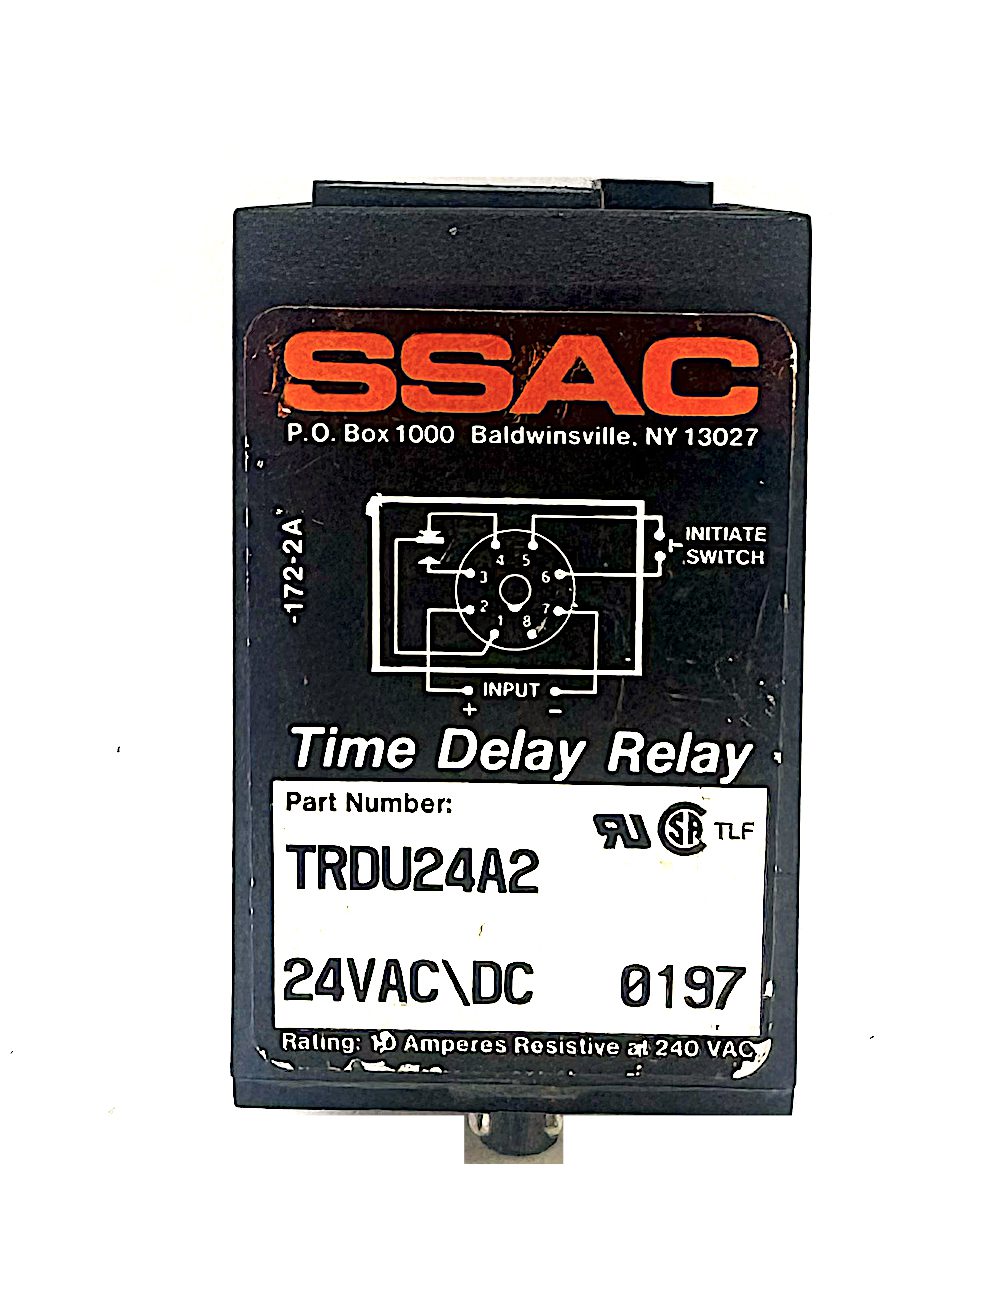 SSAC
P.O. Box 1000 Baldwinsville, NY 13027
-172-2A
INITIATE
SWITCH
4 5
3 6
2 7
1 8
INPUT
+ −
Time Delay Relay
Part Number:
TRDU24A2
SA TLF
24VAC\DC 0197
Rating: 10 Amperes Resistive at 240 VAC